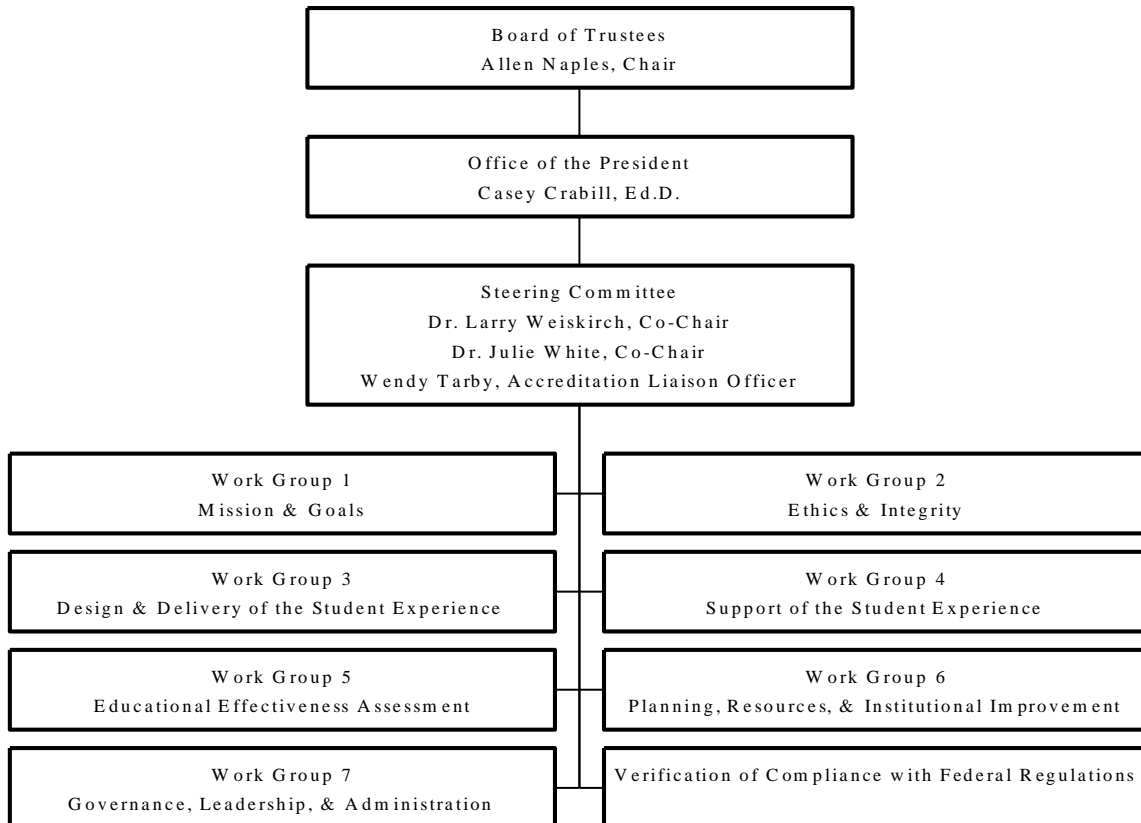 Board of Trustees
Allen Naples, Chair
Office of the President
Casey Crabill, Ed.D.
Steering Committee
Dr. Larry Weiskirch, Co-Chair
Dr. Julie White, Co-Chair
Wendy Tarby, Accreditation Liaison Officer
Work Group 1
Mission & Goals
Work Group 2
Ethics & Integrity
Work Group 3
Design & Delivery of the Student Experience
Work Group 4
Support of the Student Experience
Work Group 5
Educational Effectiveness Assessment
Work Group 6
Planning, Resources, & Institutional Improvement
Work Group 7
Governance, Leadership, & Administration
Verification of Compliance with Federal Regulations